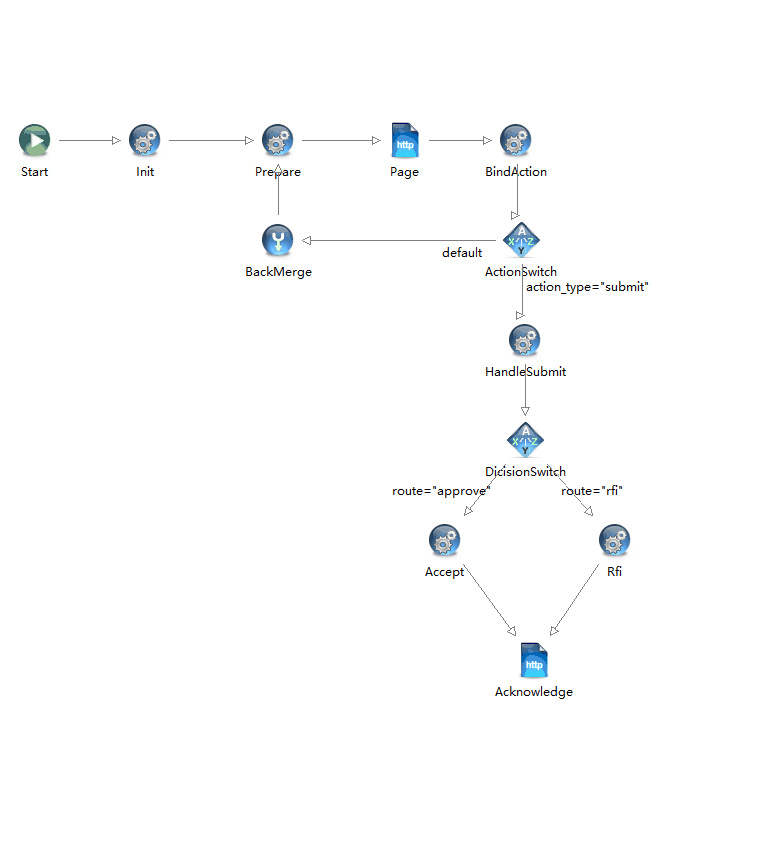 Start
Init
Prepare
http
Page
BindAction
BackMerge
A
X Z
Y
default
ActionSwitch
action_type="submit"
HandleSubmit
A
X Z
Y
DicisionSwitch
route="approve"
route="rfi"
Accept
Rfi
http
Acknowledge